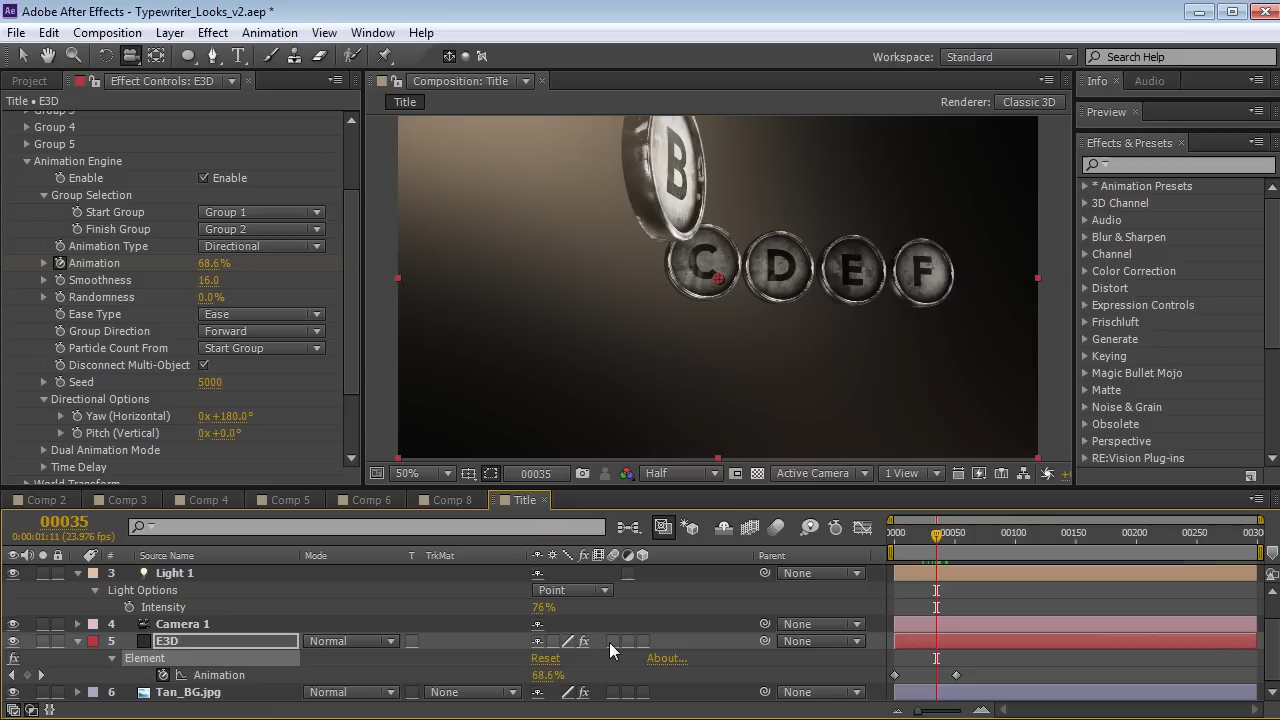 Adobe After Effects - Typewriter_Looks_v2.aep *
File Edit Composition Layer Effect Animation View Window Help
Workspace: Standard Search Help
Project Effect Controls: E3D Composition: Title Info Audio
Title • E3D Title Renderer: Classic 3D
Preview
Effects & Presets
Group 4
Group 5
Animation Engine
Enable Enable
Group Selection
Start Group Group 1
Finish Group Group 2
Animation Type Directional
Animation 68.6%
Smoothness 16.0
Randomness 0.0%
Ease Type Ease
Group Direction Forward
Particle Count From Start Group
Disconnect Multi-Object
Seed 5000
Directional Options
Yaw (Horizontal) 0x+180.0°
Pitch (Vertical) 0x+0.0°
Dual Animation Mode
Time Delay
World Transform
B
C D E F
* Animation Presets
3D Channel
Audio
Blur & Sharpen
Channel
Color Correction
Distort
Expression Controls
Frischluft
Generate
Keying
Magic Bullet Mojo
Matte
Noise & Grain
Obsolete
Perspective
RE:Vision Plug-ins
50% 00035 Half Active Camera 1 View
Comp 2 Comp 3 Comp 4 Comp 5 Comp 6 Comp 8 Title
00035
0:00:01:11 (23.976 fps)
0000 00050 00100 00150 00200 00250 0030
# Source Name Mode T TrkMat Parent
3 Light 1 None
Light Options Point
Intensity 76%
4 Camera 1 None
5 E3D Normal None
Element Reset About...
Animation 68.6%
6 Tan_BG.jpg Normal None None